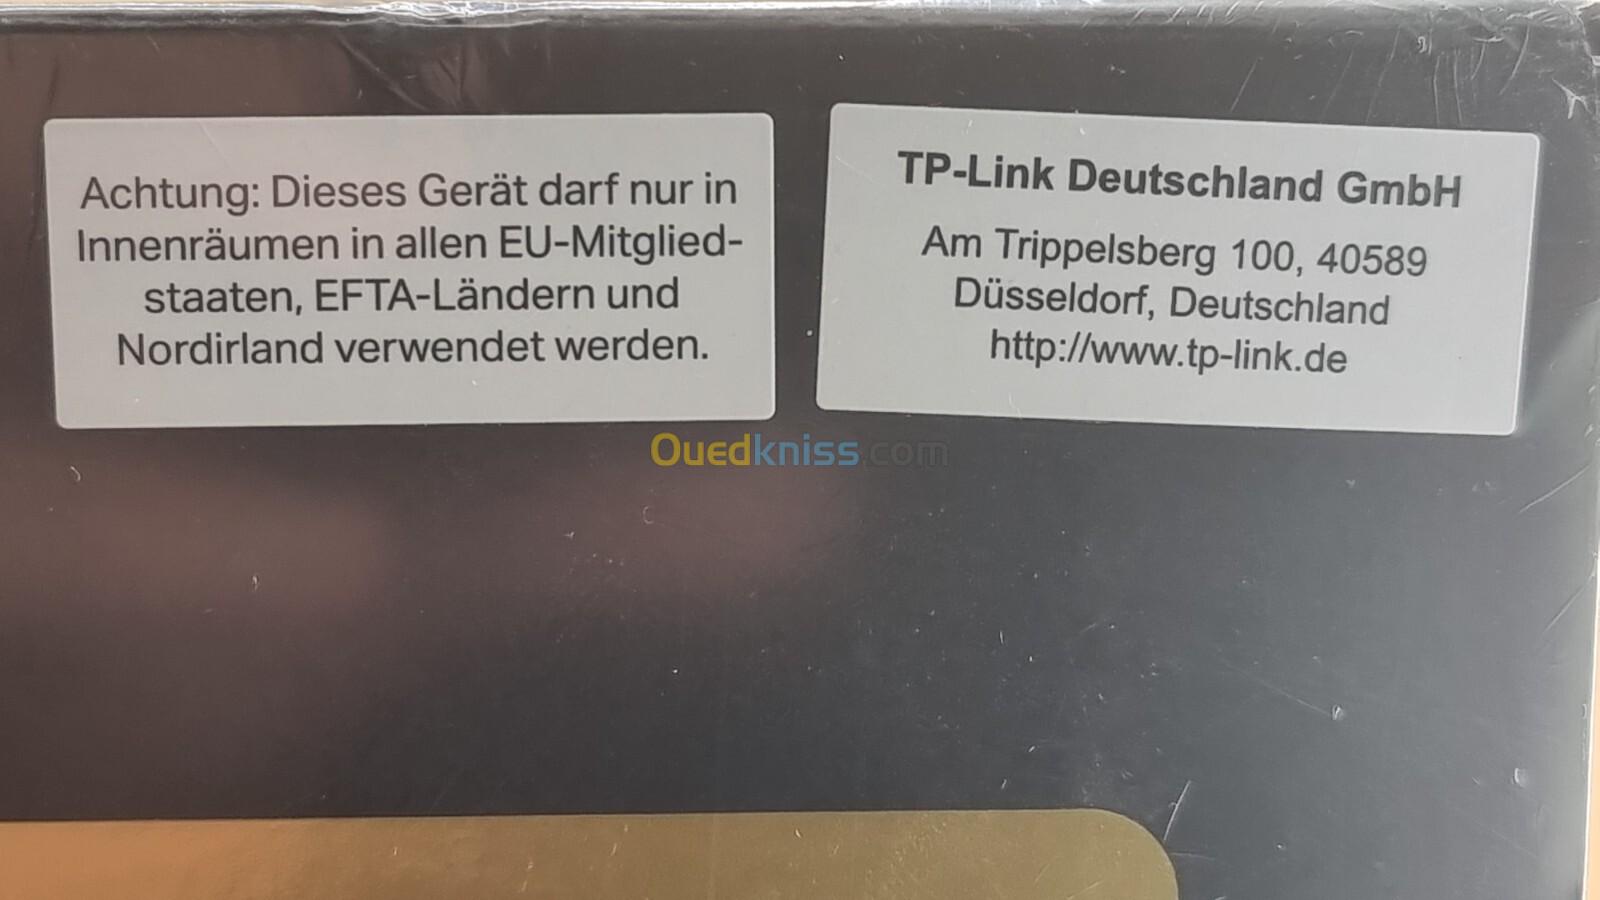 Achtung: Dieses Gerät darf nur in
Innenräumen in allen EU-Mitglied-
staaten, EFTA-Ländern und
Nordirland verwendet werden.
TP-Link Deutschland GmbH
Am Trippelsberg 100, 40589
Düsseldorf, Deutschland
http://www.tp-link.de
Ouedkniss.com